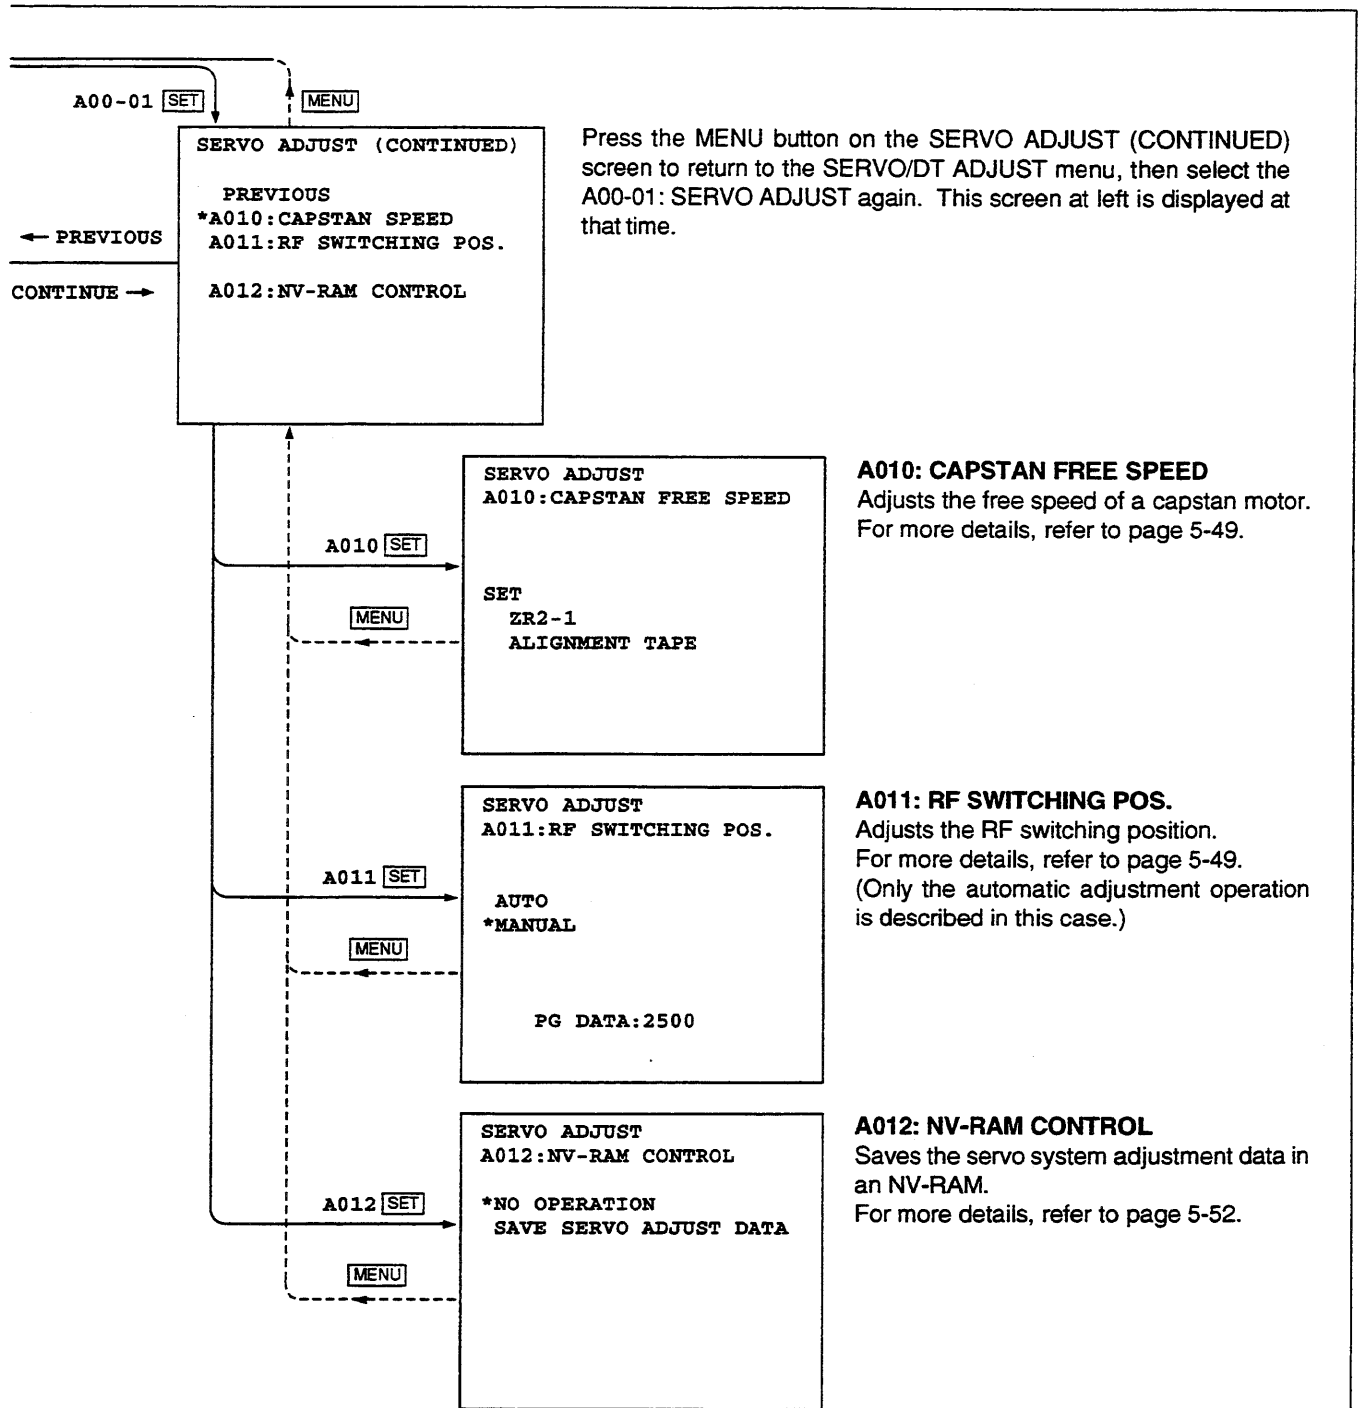 A00-01 SET
MENU
SERVO ADJUST (CONTINUED)
PREVIOUS
*A010:CAPSTAN SPEED
A011:RF SWITCHING POS.
A012:NV-RAM CONTROL
← PREVIOUS
CONTINUE →
Press the MENU button on the SERVO ADJUST (CONTINUED)
screen to return to the SERVO/DT ADJUST menu, then select the
A00-01: SERVO ADJUST again. This screen at left is displayed at
that time.
A010 SET
MENU
SERVO ADJUST
A010:CAPSTAN FREE SPEED
SET
ZR2-1
ALIGNMENT TAPE
A010: CAPSTAN FREE SPEED
Adjusts the free speed of a capstan motor.
For more details, refer to page 5-49.
A011 SET
MENU
SERVO ADJUST
A011:RF SWITCHING POS.
AUTO
*MANUAL
PG DATA:2500
A011: RF SWITCHING POS.
Adjusts the RF switching position.
For more details, refer to page 5-49.
(Only the automatic adjustment operation
is described in this case.)
A012 SET
MENU
SERVO ADJUST
A012:NV-RAM CONTROL
*NO OPERATION
SAVE SERVO ADJUST DATA
A012: NV-RAM CONTROL
Saves the servo system adjustment data in
an NV-RAM.
For more details, refer to page 5-52.